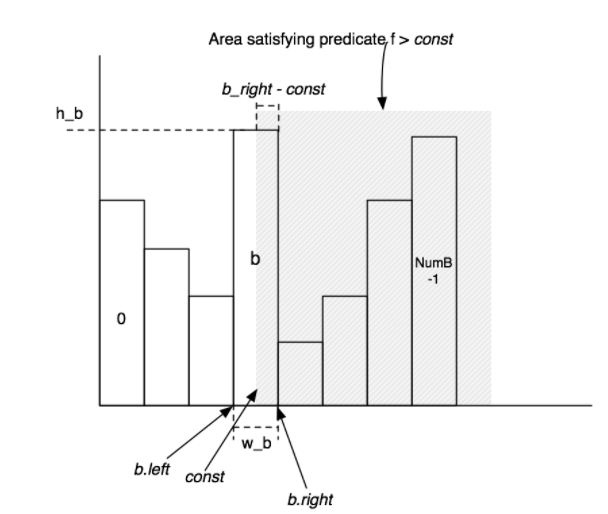 Area satisfying predicate f > const
b_right - const
h_b
b
NumB
-1
0
w_b
b.left
const
b.right